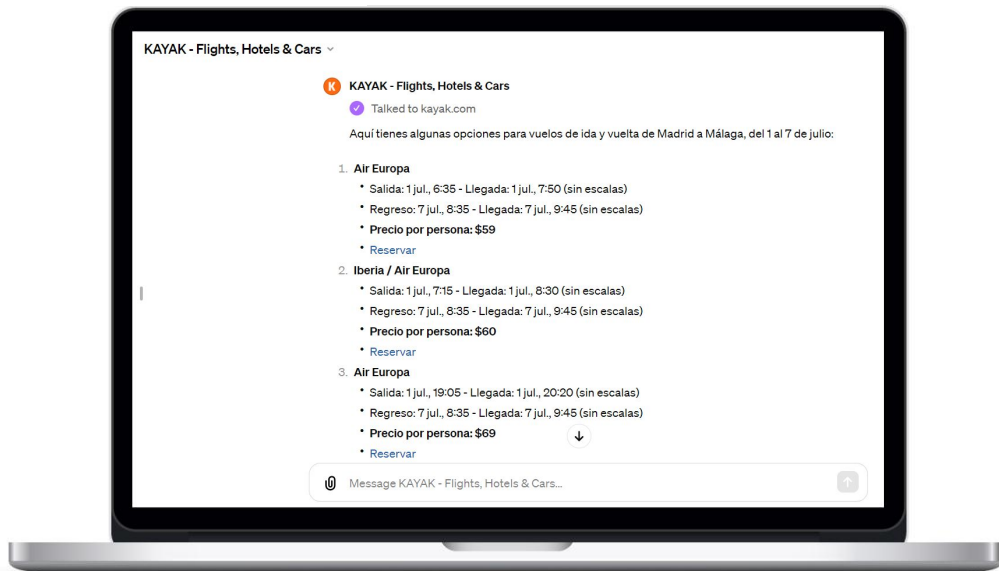 KAYAK - Flights, Hotels & Cars
K
KAYAK - Flights, Hotels & Cars
Talked to kayak.com
Aquí tienes algunas opciones para vuelos de ida y vuelta de Madrid a Málaga, del 1 al 7 de julio:
1. Air Europa
• Salida: 1 jul., 6:35 - Llegada: 1 jul., 7:50 (sin escalas)
• Regreso: 7 jul., 8:35 - Llegada: 7 jul., 9:45 (sin escalas)
• Precio por persona: $59
• Reservar
2. Iberia / Air Europa
• Salida: 1 jul., 7:15 - Llegada: 1 jul., 8:30 (sin escalas)
• Regreso: 7 jul., 8:35 - Llegada: 7 jul., 9:45 (sin escalas)
• Precio por persona: $60
• Reservar
3. Air Europa
• Salida: 1 jul., 19:05 - Llegada: 1 jul., 20:20 (sin escalas)
• Regreso: 7 jul., 8:35 - Llegada: 7 jul., 9:45 (sin escalas)
• Precio por persona: $69
• Reservar
Message KAYAK - Flights, Hotels & Cars...